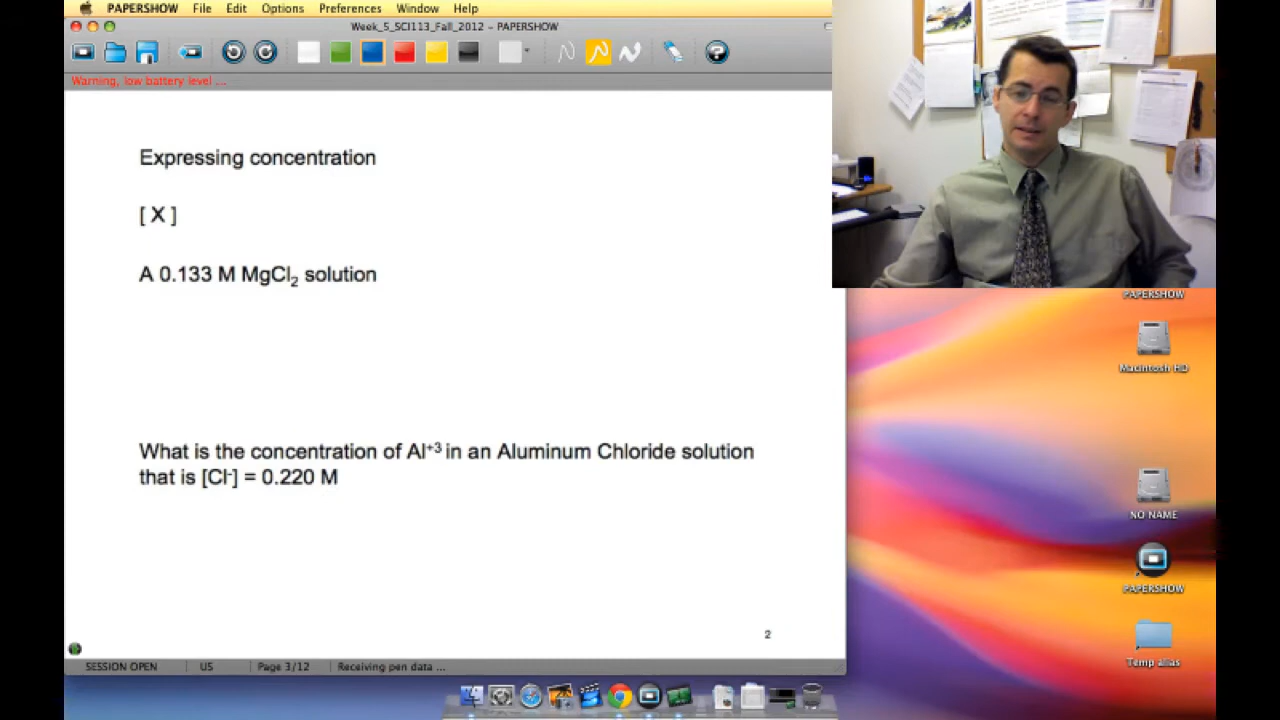 PAPERSHOW File Edit Options Preferences Window Help
Week_5_SCI113_Fall_2012 – PAPERSHOW
Warning, low battery level ...
Expressing concentration
[ X ]
A 0.133 M MgCl₂ solution
What is the concentration of Al⁺³ in an Aluminum Chloride solution
that is [Cl⁻] = 0.220 M
2
SESSION OPEN US Page 3/12 Receiving pen data ...
PAPERSHOW
Macintosh HD
NO NAME
PAPERSHOW
Temp alias